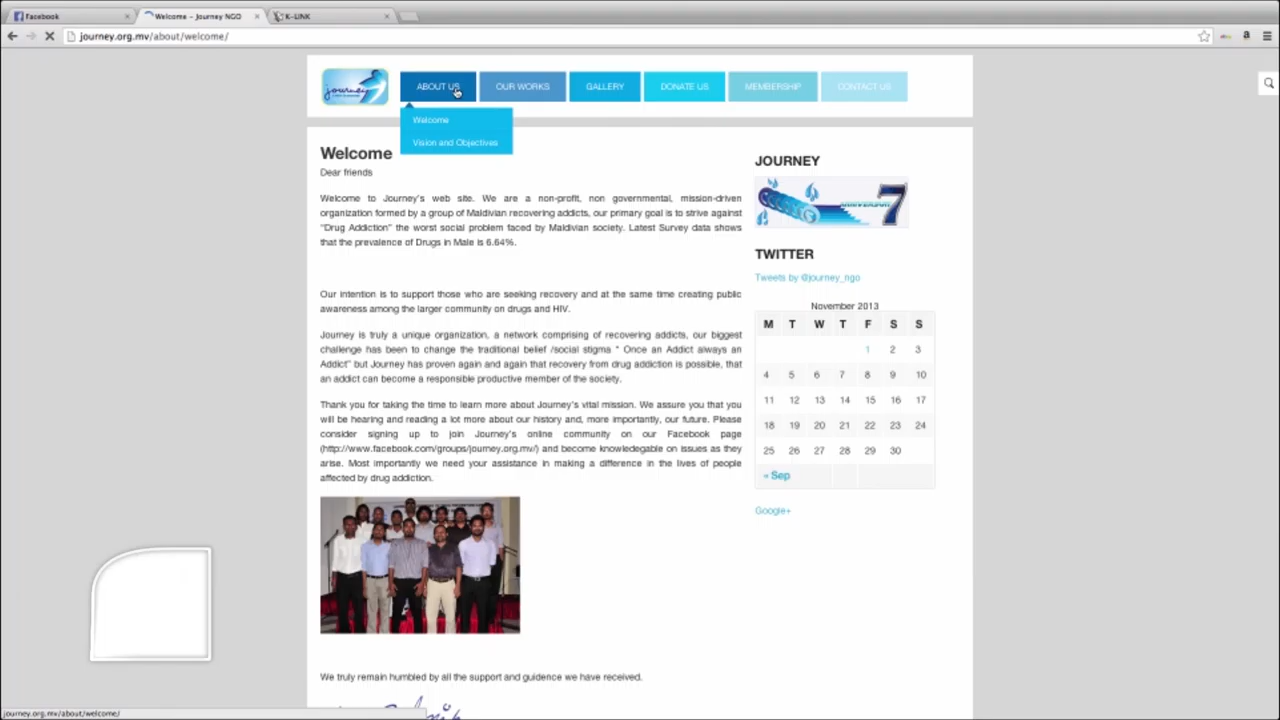 Facebook
Welcome – Journey NGO
K-LINK
journey.org.mv/about/welcome/
journey
ABOUT US
OUR WORKS
GALLERY
DONATE US
MEMBERSHIP
CONTACT US
Welcome
Vision and Objectives
Welcome
Dear friends
Welcome to Journey's web site. We are a non-profit, non governmental, mission-driven
organization formed by a group of Maldivian recovering addicts, our primary goal is to strive against
"Drug Addiction" the worst social problem faced by Maldivian society. Latest Survey data shows
that the prevalence of Drugs in Male is 6.64%.
Our intention is to support those who are seeking recovery and at the same time creating public
awareness among the larger community on drugs and HIV.
Journey is truly a unique organization, a network comprising of recovering addicts, our biggest
challenge has been to change the traditional belief /social stigma " Once an Addict always an
Addict" but Journey has proven again and again that recovery from drug addiction is possible, that
an addict can become a responsible productive member of the society.
Thank you for taking the time to learn more about Journey's vital mission. We assure you that you
will be hearing and reading a lot more about our history and, more importantly, our future. Please
consider signing up to join Journey's online community on our Facebook page
(http://www.facebook.com/groups/journey.org.mv/) and become knowledegable on issues as they
arise. Most importantly we need your assistance in making a difference in the lives of people
affected by drug addiction.
We truly remain humbled by all the support and guidence we have received.
JOURNEY
7
TWITTER
Tweets by @journey_ngo
November 2013
M T W T F S S
1 2 3
4 5 6 7 8 9 10
11 12 13 14 15 16 17
18 19 20 21 22 23 24
25 26 27 28 29 30
« Sep
Google+
journey.org.mv/about/welcome/